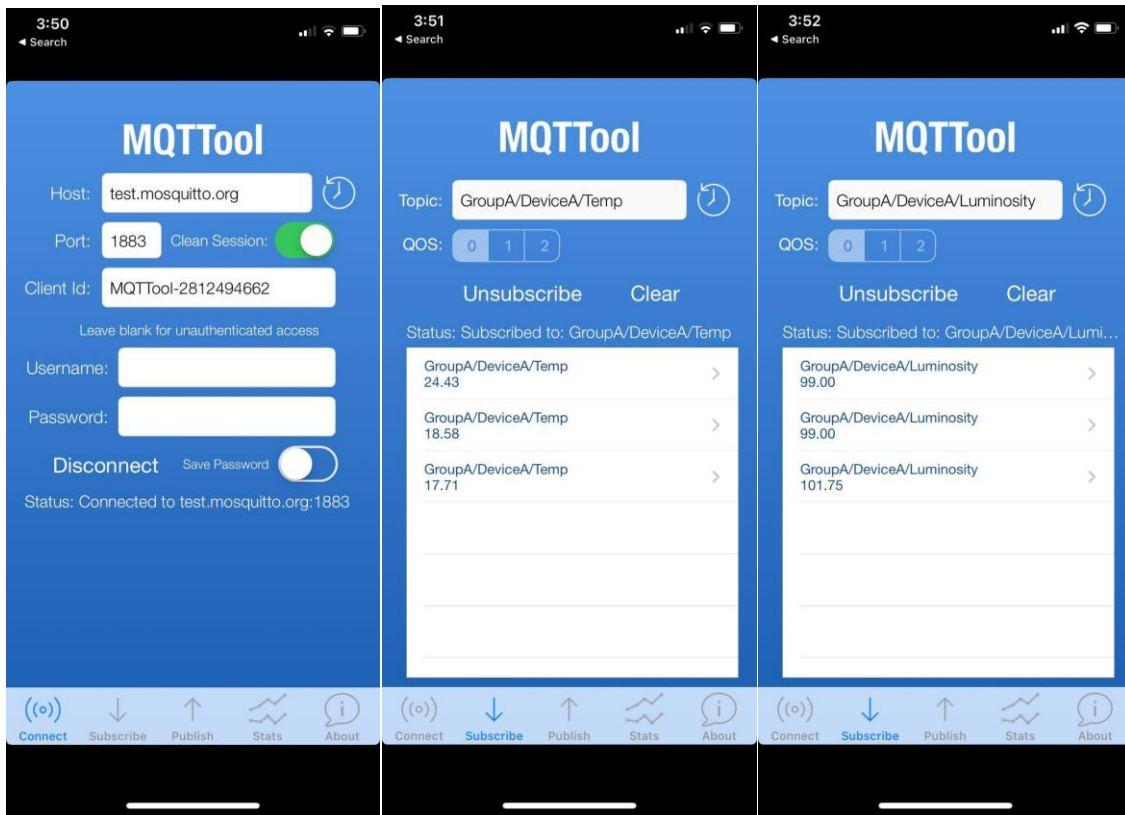 3:50
◄ Search
MQTTool
Host: test.mosquitto.org
Port: 1883 Clean Session:
Client Id: MQTTool-2812494662
Leave blank for unauthenticated access
Username:
Password:
Disconnect Save Password
Status: Connected to test.mosquitto.org:1883
Connect Subscribe Publish Stats About
3:51
◄ Search
MQTTool
Topic: GroupA/DeviceA/Temp
QOS: 0 1 2
Unsubscribe Clear
Status: Subscribed to: GroupA/DeviceA/Temp
GroupA/DeviceA/Temp
24.43
GroupA/DeviceA/Temp
18.58
GroupA/DeviceA/Temp
17.71
Connect Subscribe Publish Stats About
3:52
◄ Search
MQTTool
Topic: GroupA/DeviceA/Luminosity
QOS: 0 1 2
Unsubscribe Clear
Status: Subscribed to: GroupA/DeviceA/Lumi...
GroupA/DeviceA/Luminosity
99.00
GroupA/DeviceA/Luminosity
99.00
GroupA/DeviceA/Luminosity
101.75
Connect Subscribe Publish Stats About